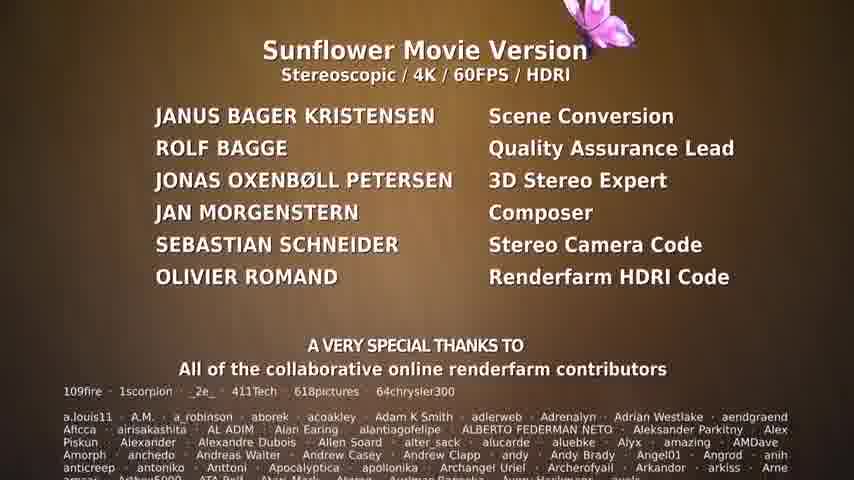 Sunflower Movie Version
Stereoscopic / 4K / 60FPS / HDRI
JANUS BAGER KRISTENSEN Scene Conversion
ROLF BAGGE Quality Assurance Lead
JONAS OXENBØLL PETERSEN 3D Stereo Expert
JAN MORGENSTERN Composer
SEBASTIAN SCHNEIDER Stereo Camera Code
OLIVIER ROMAND Renderfarm HDRI Code
A VERY SPECIAL THANKS TO
All of the collaborative online renderfarm contributors
109fire · 1scorpion · _2e_ · 411Tech · 618pictures · 64chrysler300
a.louis11 · A.M. · a_robinson · aborek · acoakley · Adam K Smith · adlerweb · Adrenalyn · Adrian Westlake · aendgraend
Aficca · airisakashita · AL ADIM · Alan Earing · alantiagofelipe · ALBERTO FEDERMAN NETO · Aleksander Parkitny · Alex
Piskun · Alexander · Alexandre Dubois · Allen Soard · alter_sack · alucarde · aluebke · Alyx · amazing · AMDave
Amorph · anchedo · Andreas Walter · Andrew Casey · Andrew Clapp · andy · Andy Brady · Angel01 · Angrod · anih
anticreep · antoniko · Anttoni · Apocalyptica · apollonika · Archangel Uriel · Archerofyail · Arkandor · arkiss · Arne